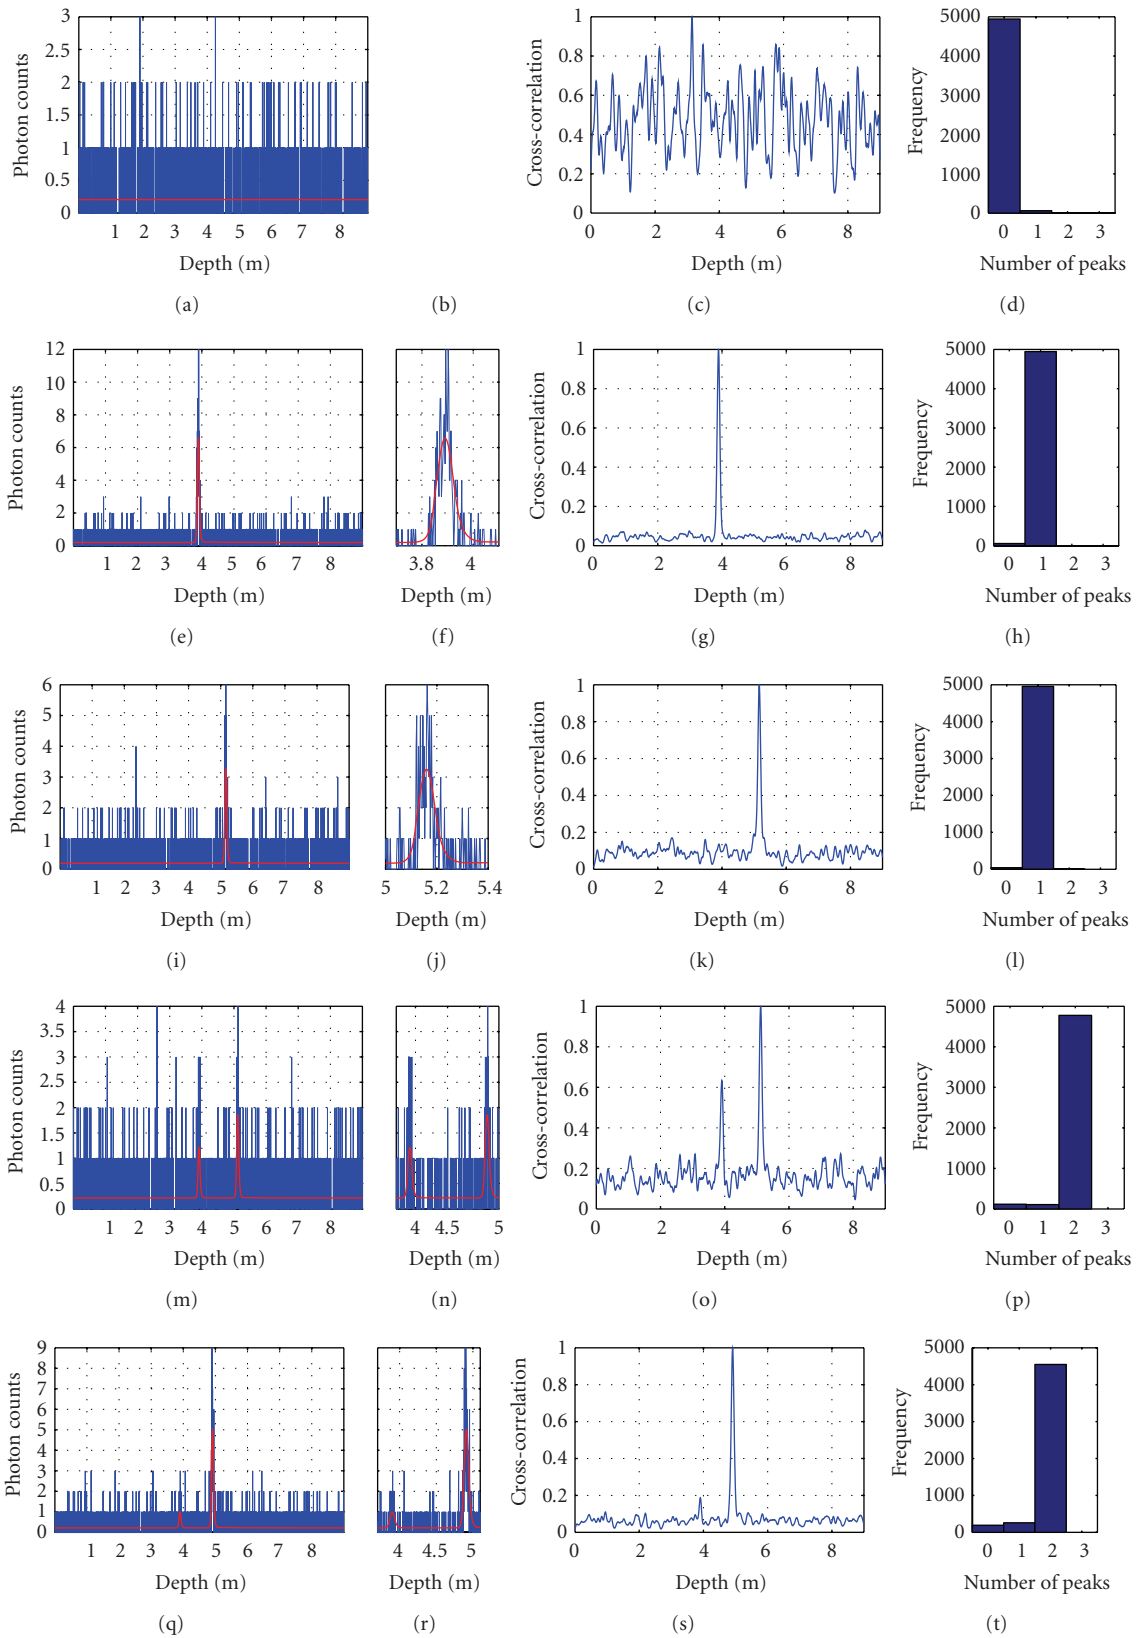 3
2.5
2
1.5
1
0.5
0
Photon counts
1 2 3 4 5 6 7 8
Depth (m)
(a)
(b)
1
0.8
0.6
0.4
0.2
0
Cross-correlation
0 2 4 6 8
Depth (m)
(c)
5000
4000
3000
2000
1000
0
Frequency
0 1 2 3
Number of peaks
(d)
12
10
8
6
4
2
0
Photon counts
1 2 3 4 5 6 7 8
Depth (m)
(e)
3.8 4
Depth (m)
(f)
1
0.8
0.6
0.4
0.2
0
Cross-correlation
0 2 4 6 8
Depth (m)
(g)
5000
4000
3000
2000
1000
0
Frequency
0 1 2 3
Number of peaks
(h)
6
5
4
3
2
1
0
Photon counts
1 2 3 4 5 6 7 8
Depth (m)
(i)
5 5.2 5.4
Depth (m)
(j)
1
0.8
0.6
0.4
0.2
0
Cross-correlation
0 2 4 6 8
Depth (m)
(k)
5000
4000
3000
2000
1000
0
Frequency
0 1 2 3
Number of peaks
(l)
4
3.5
3
2.5
2
1.5
1
0.5
0
Photon counts
1 2 3 4 5 6 7 8
Depth (m)
(m)
4 4.5 5
Depth (m)
(n)
1
0.8
0.6
0.4
0.2
0
Cross-correlation
0 2 4 6 8
Depth (m)
(o)
5000
4000
3000
2000
1000
0
Frequency
0 1 2 3
Number of peaks
(p)
9
8
7
6
5
4
3
2
1
0
Photon counts
1 2 3 4 5 6 7 8
Depth (m)
(q)
4 4.5 5
Depth (m)
(r)
1
0.8
0.6
0.4
0.2
0
Cross-correlation
0 2 4 6 8
Depth (m)
(s)
5000
4000
3000
2000
1000
0
Frequency
0 1 2 3
Number of peaks
(t)